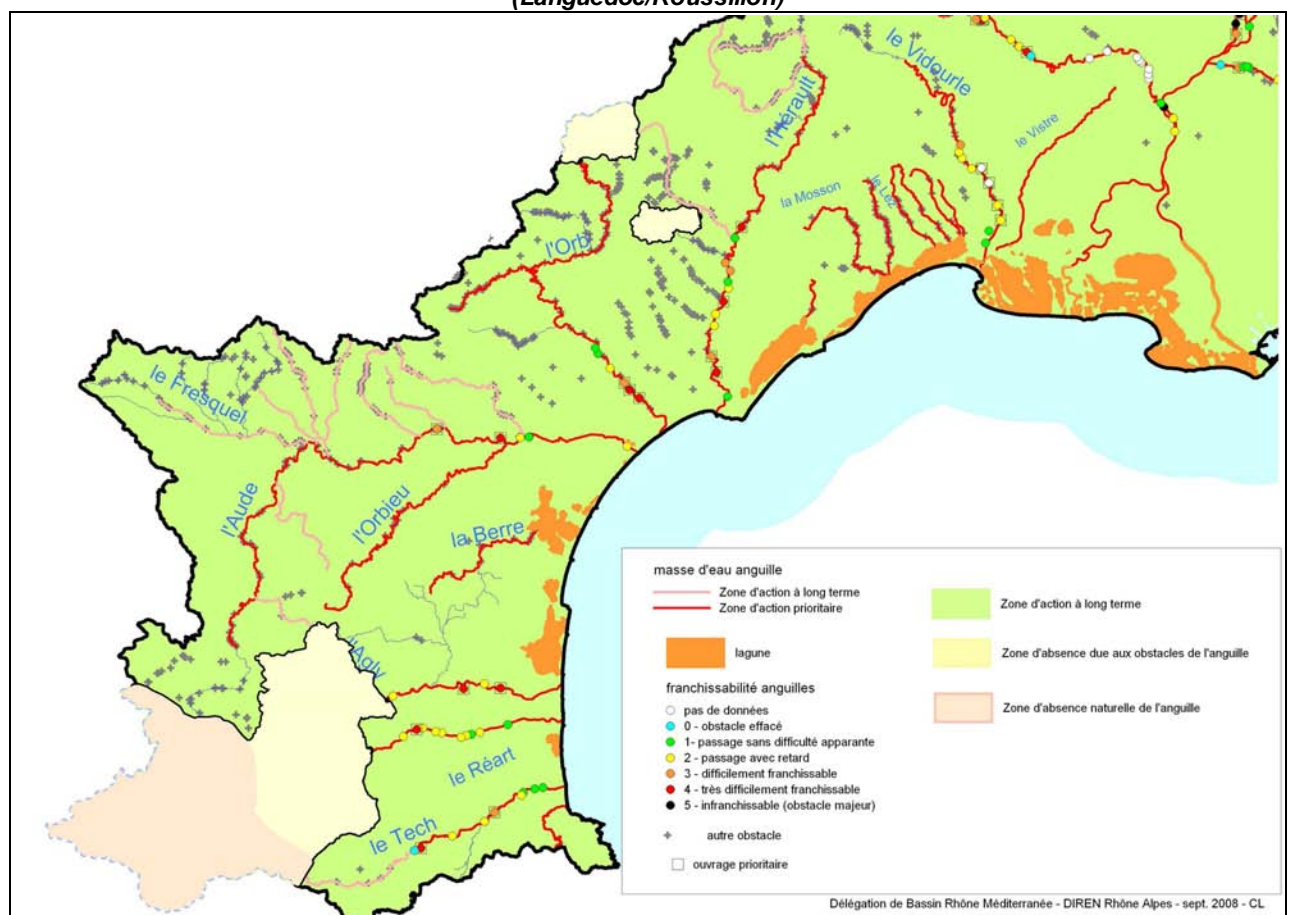 (Languedoc/Roussillon)
le Vidourle
l'Hérault
le Vistre
la Mosson
le Lez
l'Orb
le Fresquel
l'Aude
l'Orbieu
la Berre
l'Agly
le Réart
le Tech
masse d'eau anguille
Zone d'action à long terme
Zone d'action prioritaire
lagune
franchissabilité anguilles
pas de données
0 - obstacle effacé
1- passage sans difficulté apparante
2 - passage avec retard
3 - difficilement franchissable
4 - très difficilement franchissable
5 - infranchissable (obstacle majeur)
autre obstacle
ouvrage prioritaire
Zone d'action à long terme
Zone d'absence due aux obstacles de l'anguille
Zone d'absence naturelle de l'anguille
Délégation de Bassin Rhône Méditerranée - DIREN Rhône Alpes - sept. 2008 - CL